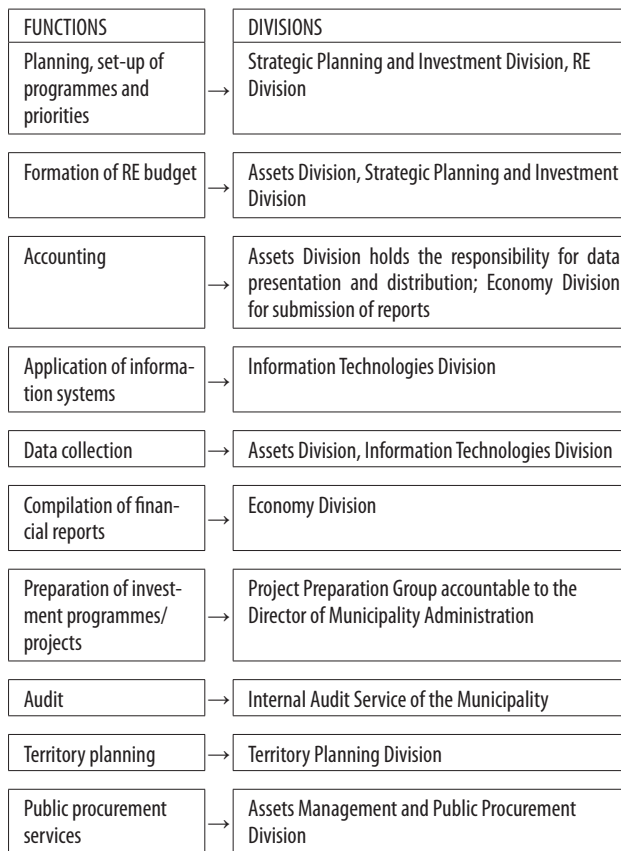 FUNCTIONS
DIVISIONS
Planning, set-up of
programmes and
priorities
→
Strategic Planning and Investment Division, RE
Division
Formation of RE budget
→
Assets Division, Strategic Planning and Investment
Division
Accounting
→
Assets Division holds the responsibility for data
presentation and distribution; Economy Division
for submission of reports
Application of informa-
tion systems
→
Information Technologies Division
Data collection
→
Assets Division, Information Technologies Division
Compilation of finan-
cial reports
→
Economy Division
Preparation of invest-
ment programmes/
projects
→
Project Preparation Group accountable to the
Director of Municipality Administration
Audit
→
Internal Audit Service of the Municipality
Territory planning
→
Territory Planning Division
Public procurement
services
→
Assets Management and Public Procurement
Division